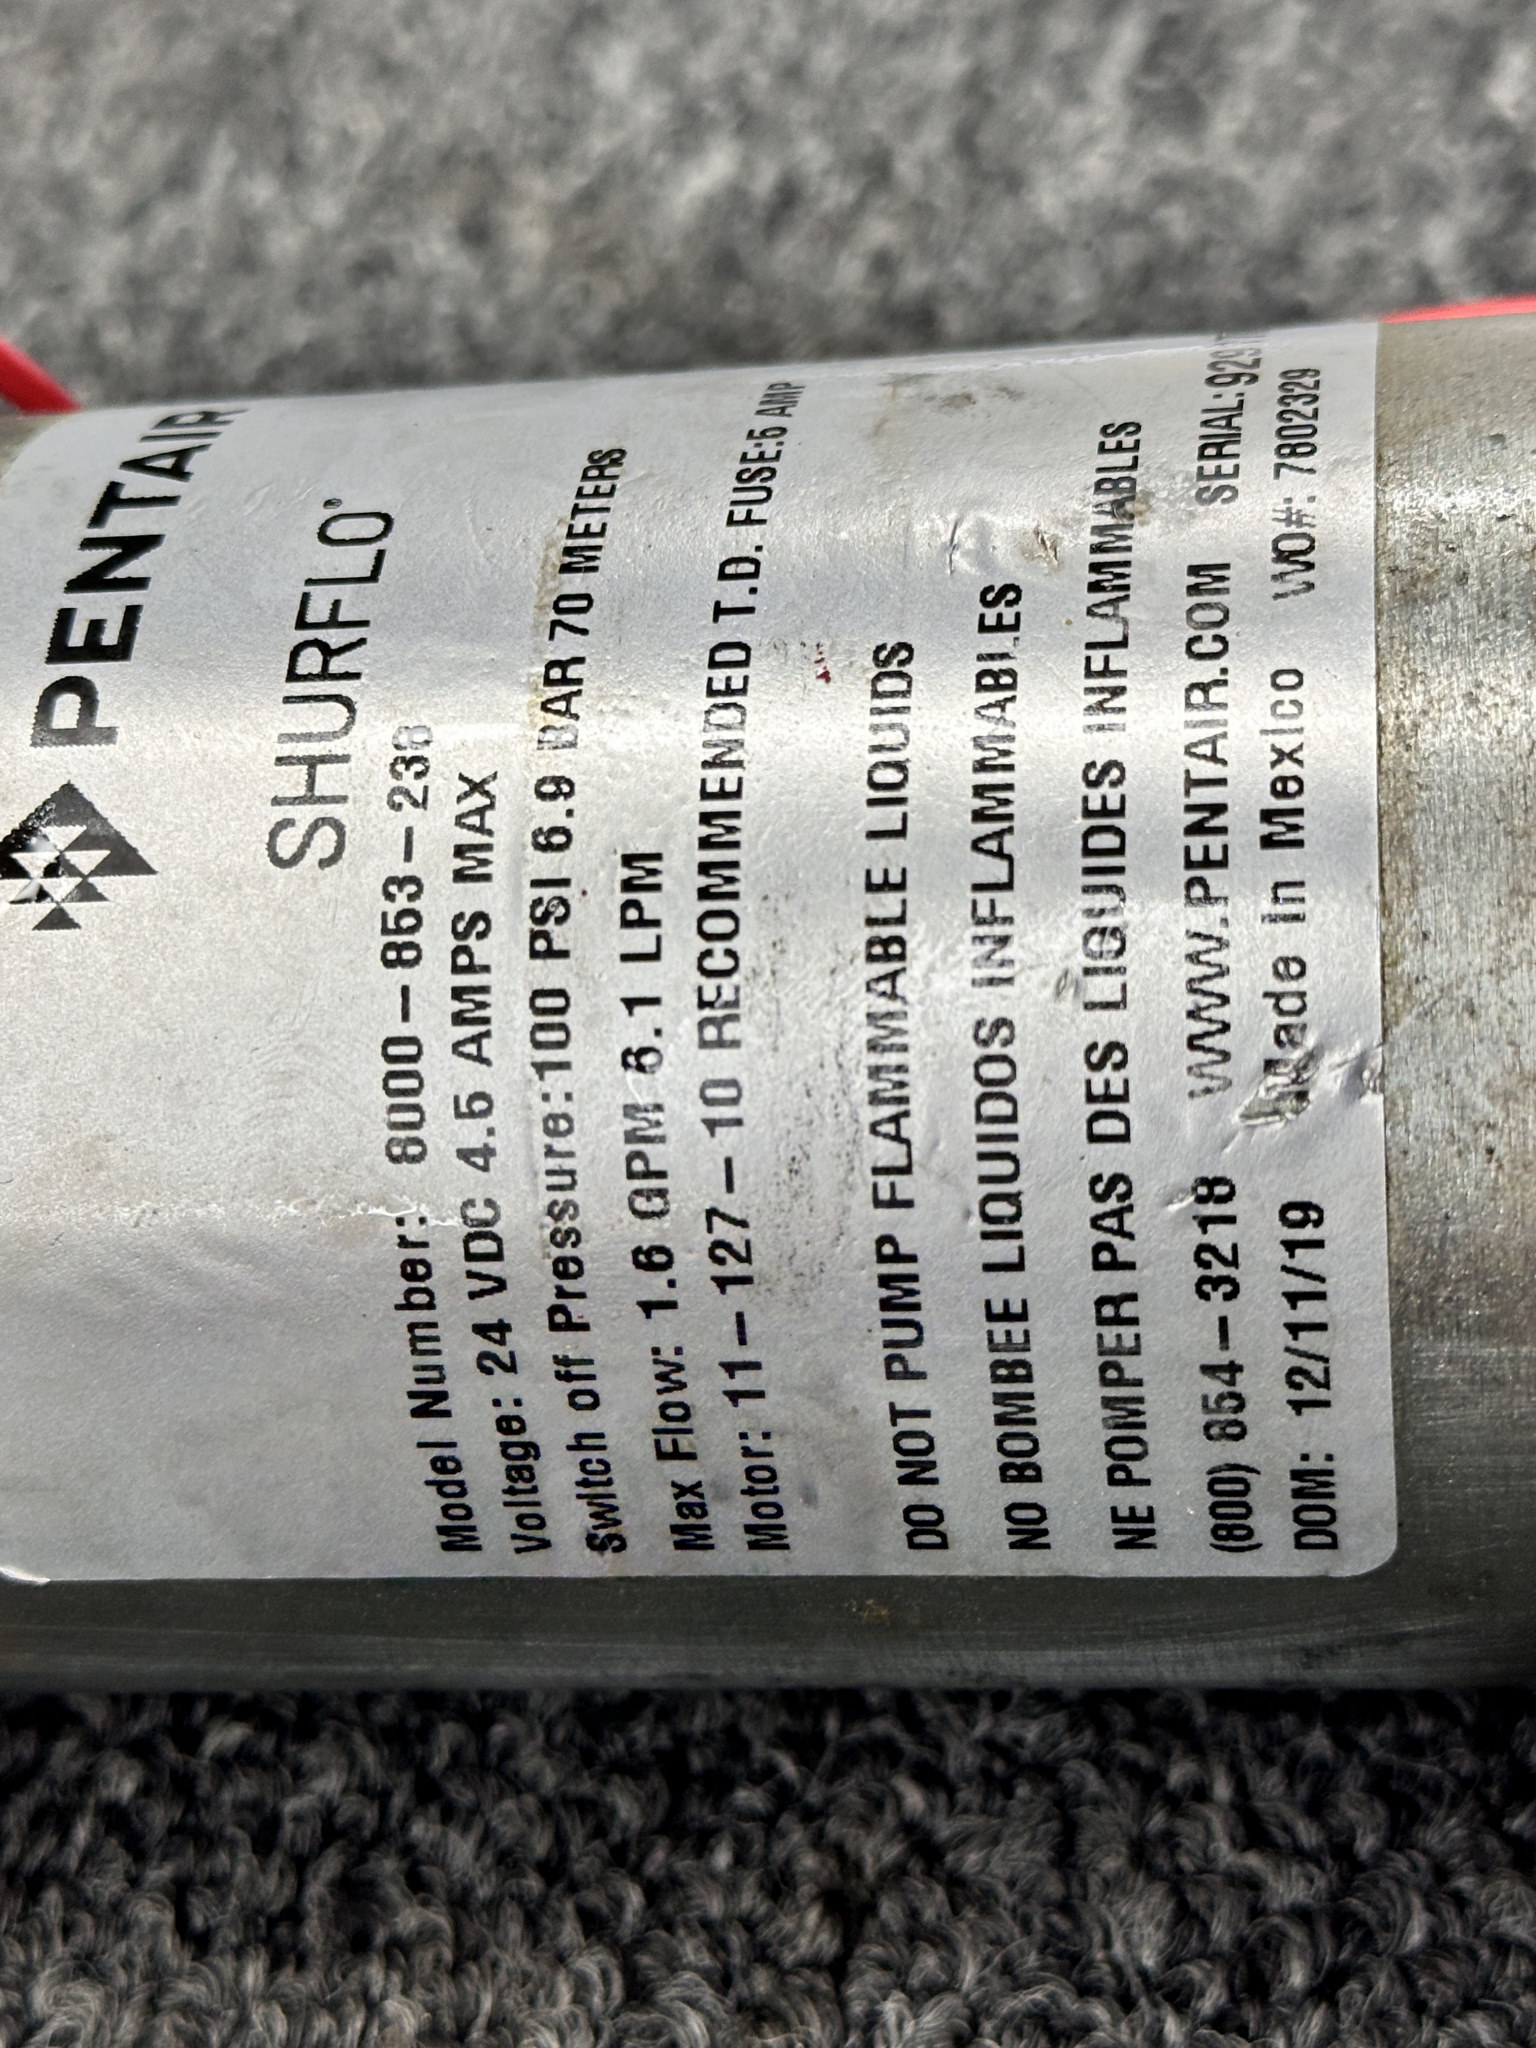 PENTAIR
SHURFLO
Model Number: 8000-853-238
Voltage: 24 VDC 4.5 AMPS MAX
Switch off Pressure:100 PSI 6.9 BAR 70 METERS
Max Flow: 1.6 GPM 6.1 LPM
Motor: 11-127-10 RECOMMENDED T.D. FUSE:5 AMP
DO NOT PUMP FLAMMABLE LIQUIDS
NO BOMBEE LIQUIDOS INFLAMMABLES
NE POMPER PAS DES LIQUIDES INFLAMMABLES
(800) 854-3218 WWW.PENTAIR.COM SERIAL:
DOM: 12/11/19 Made In Mexico WO#: 7802329